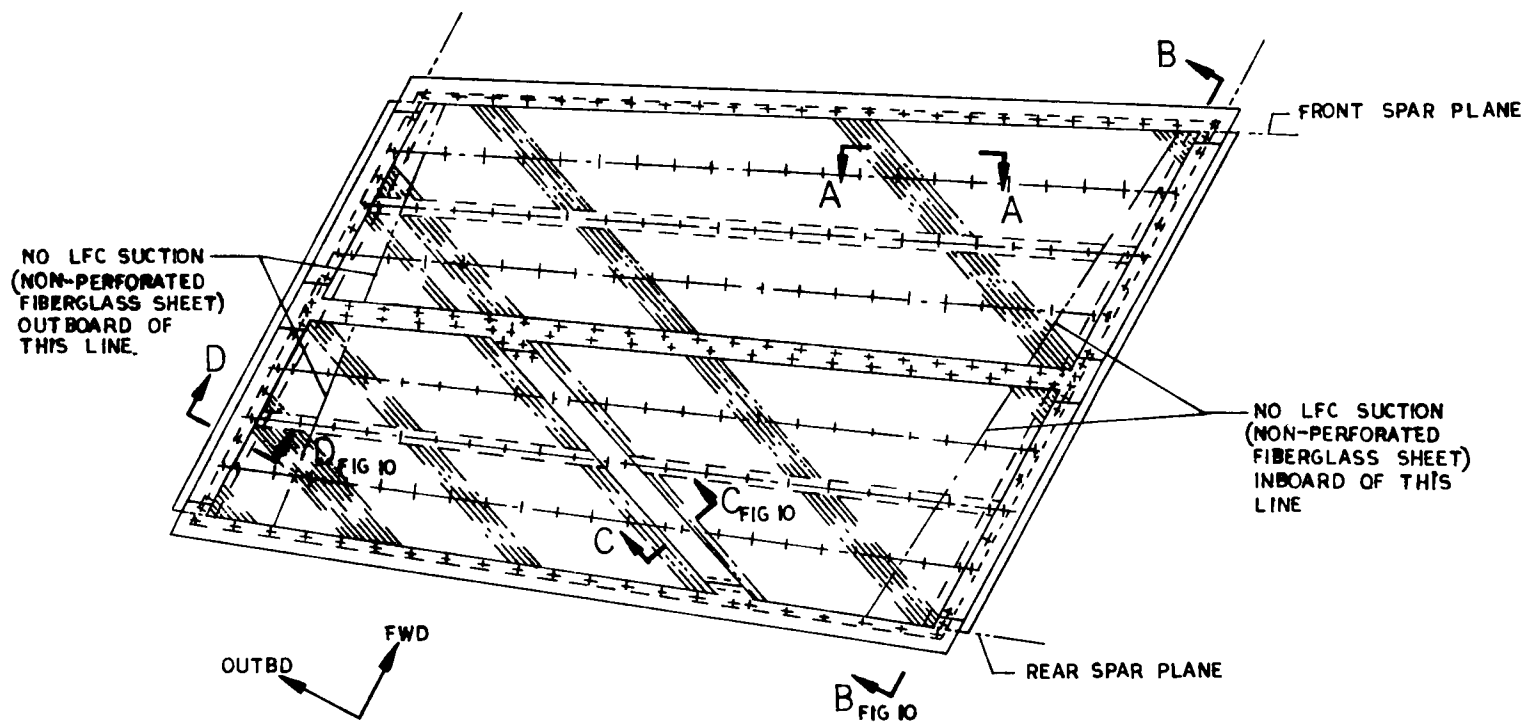 B
FRONT SPAR PLANE
A
A
NO LFC SUCTION
(NON-PERFORATED
FIBERGLASS SHEET)
OUTBOARD OF
THIS LINE.
D
D
FIG 10
C
FIG 10
C
NO LFC SUCTION
(NON-PERFORATED
FIBERGLASS SHEET)
INBOARD OF THIS
LINE
FWD
OUTBD
REAR SPAR PLANE
B
FIG 10